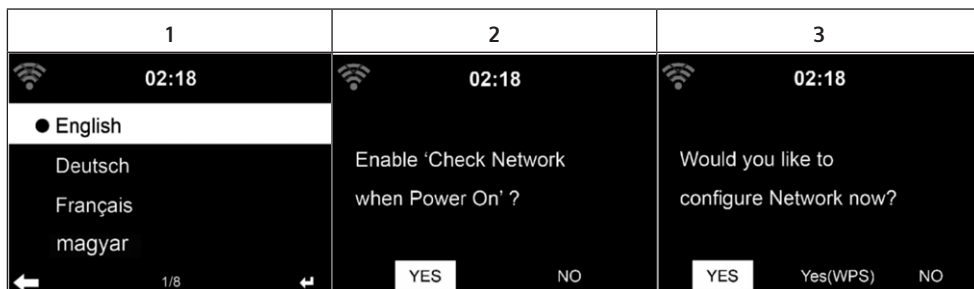 1
2
3
02:18
English
Deutsch
Français
magyar
1/8
02:18
Enable ‘Check Network
when Power On’ ?
YES NO
02:18
Would you like to
configure Network now?
YES Yes(WPS) NO